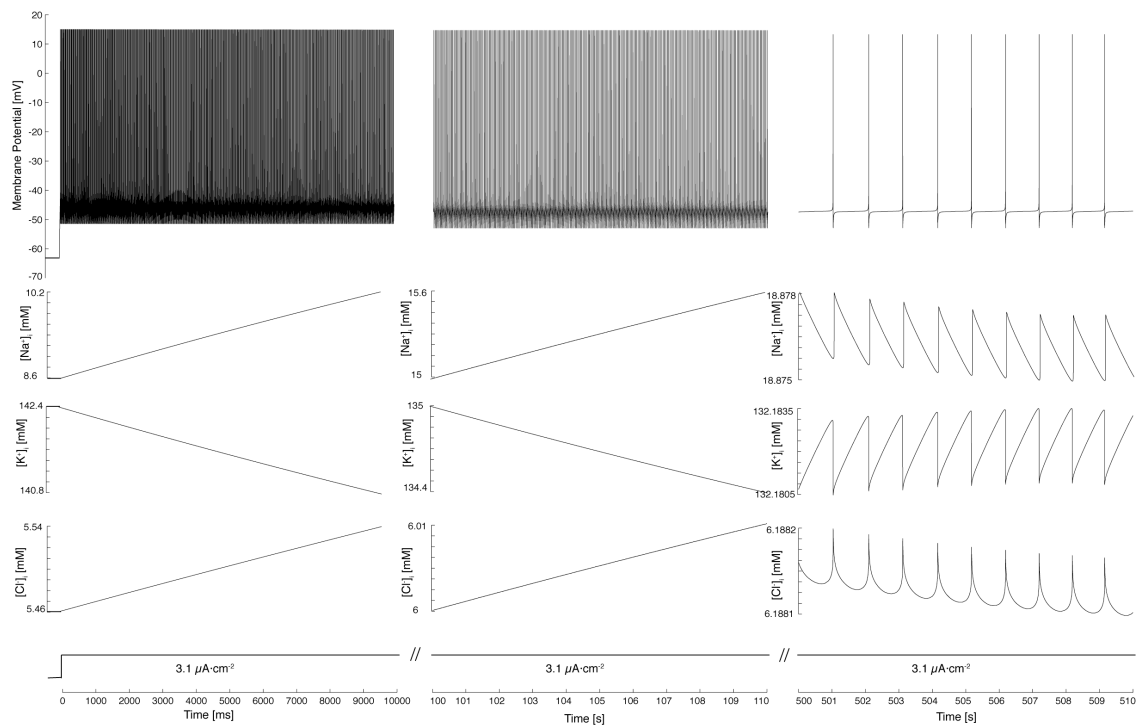 20
10
0
-10
-20
-30
-40
-50
-60
-70
Membrane Potential [mV]
10.2
8.6
[Na⁺]ᵢ [mM]
15.6
15
[Na⁺]ᵢ [mM]
18.878
18.875
[Na⁺]ᵢ [mM]
142.4
140.8
[K⁺]ᵢ [mM]
135
134.4
[K⁺]ᵢ [mM]
132.1835
132.1805
[K⁺]ᵢ [mM]
5.54
5.46
[Cl⁻]ᵢ [mM]
6.01
6
[Cl⁻]ᵢ [mM]
6.1882
6.1881
[Cl⁻]ᵢ [mM]
3.1 µA·cm⁻² // 3.1 µA·cm⁻² // 3.1 µA·cm⁻²
0 1000 2000 3000 4000 5000 6000 7000 8000 9000 10000
Time [ms]
100 101 102 103 104 105 106 107 108 109 110
Time [s]
500 501 502 503 504 505 506 507 508 509 510
Time [s]